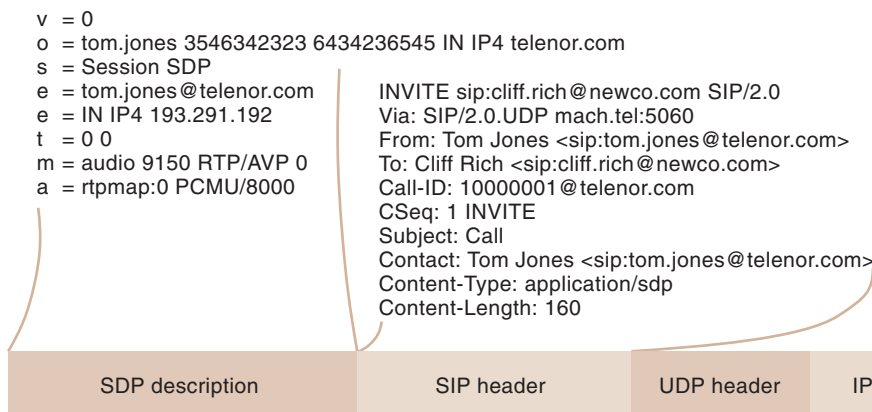 v = 0
o = tom.jones 3546342323 6434236545 IN IP4 telenor.com
s = Session SDP
e = tom.jones@telenor.com
e = IN IP4 193.291.192
t = 0 0
m = audio 9150 RTP/AVP 0
a = rtpmap:0 PCMU/8000
INVITE sip:cliff.rich@newco.com SIP/2.0
Via: SIP/2.0.UDP mach.tel:5060
From: Tom Jones <sip:tom.jones@telenor.com>
To: Cliff Rich <sip:cliff.rich@newco.com>
Call-ID: 10000001@telenor.com
CSeq: 1 INVITE
Subject: Call
Contact: Tom Jones <sip:tom.jones@telenor.com>
Content-Type: application/sdp
Content-Length: 160
SDP description
SIP header
UDP header
IP